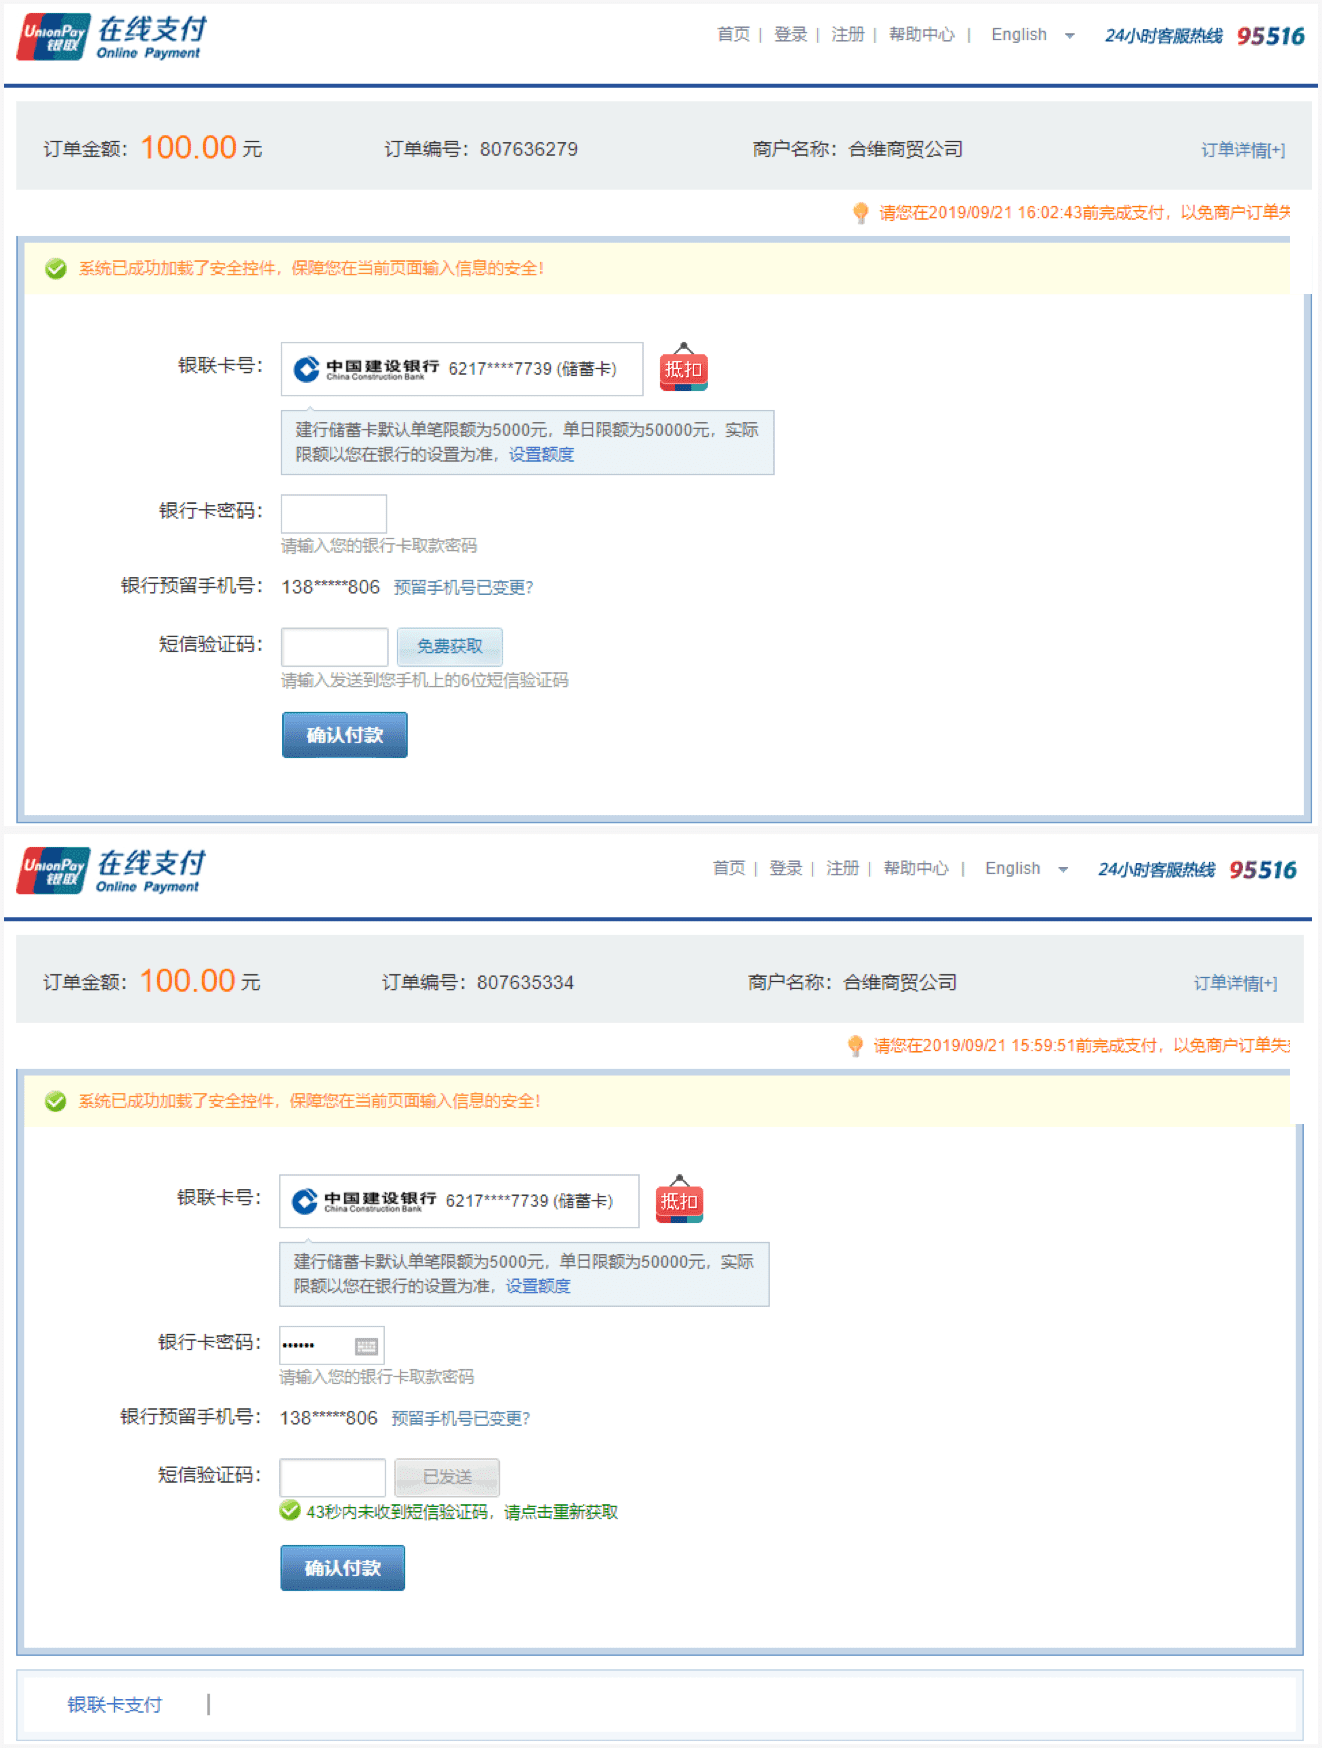 UnionPay 银联 在线支付 Online Payment
首页 | 登录 | 注册 | 帮助中心 | English 24小时客服热线 95516
订单金额：100.00元 订单编号：807636279 商户名称：合维商贸公司 订单详情[+]
请您在2019/09/21 16:02:43前完成支付，以免商户订单失
系统已成功加载了安全控件，保障您在当前页面输入信息的安全！
银联卡号： 中国建设银行 China Construction Bank 6217****7739 (储蓄卡) 抵扣
建行储蓄卡默认单笔限额为5000元，单日限额为50000元，实际
限额以您在银行的设置为准，设置额度
银行卡密码：
请输入您的银行卡取款密码
银行预留手机号： 138*****806 预留手机号已变更?
短信验证码： 免费获取
请输入发送到您手机上的6位短信验证码
确认付款
UnionPay 银联 在线支付 Online Payment
首页 | 登录 | 注册 | 帮助中心 | English 24小时客服热线 95516
订单金额：100.00元 订单编号：807635334 商户名称：合维商贸公司 订单详情[+]
请您在2019/09/21 15:59:51前完成支付，以免商户订单失
系统已成功加载了安全控件，保障您在当前页面输入信息的安全！
银联卡号： 中国建设银行 China Construction Bank 6217****7739 (储蓄卡) 抵扣
建行储蓄卡默认单笔限额为5000元，单日限额为50000元，实际
限额以您在银行的设置为准，设置额度
银行卡密码： ••••••
请输入您的银行卡取款密码
银行预留手机号： 138*****806 预留手机号已变更?
短信验证码： 已发送
43秒内未收到短信验证码，请点击重新获取
确认付款
银联卡支付 |